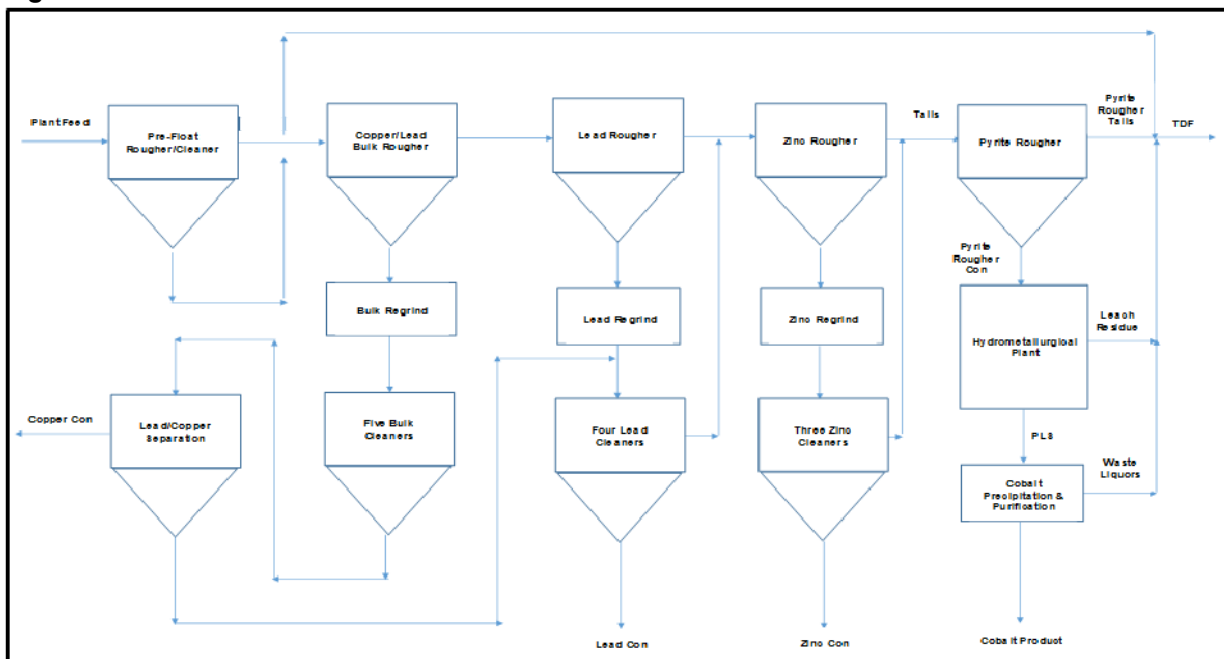 Plant Feed
Pre-Float
Rougher/Cleaner
Copper/Lead
Bulk Rougher
Lead Rougher
Zinc Rougher
Tails
Pyrite Rougher
Pyrite
Rougher
Tails
TDF
Pyrite
Rougher
Con
Bulk Regrind
Lead Regrind
Zinc Regrind
Hydrometallurgical
Plant
Leach
Residue
Copper Con
Lead/Copper
Separation
Five Bulk
Cleaners
Four Lead
Cleaners
Three Zinc
Cleaners
PLS
Waste
Liquors
Cobalt
Precipitation &
Purification
Lead Con
Zinc Con
Cobalt Product